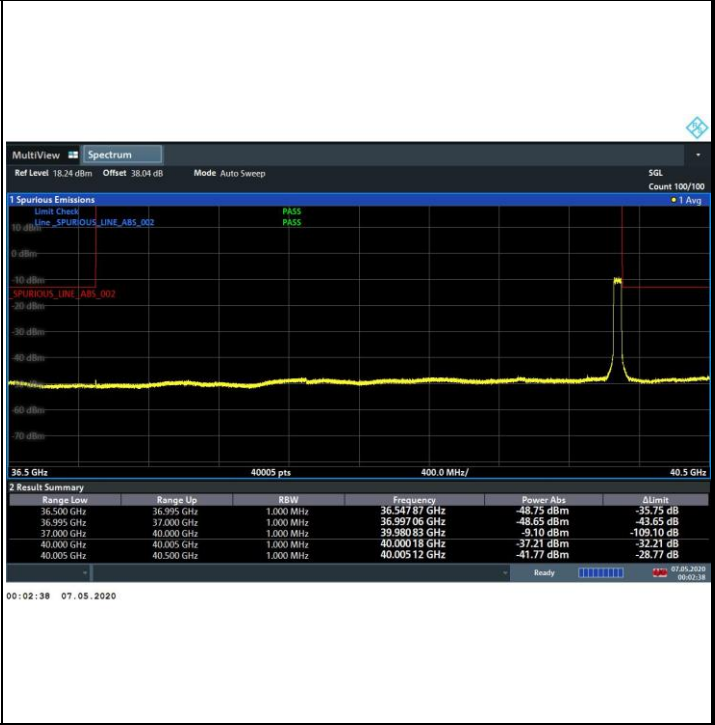 MultiView Spectrum
Ref Level 18.24 dBm Offset 38.04 dB Mode Auto Sweep SGL
Count 100/100
1 Spurious Emissions 1 Avg
Limit Check PASS
Line _SPURIOUS_LINE_ABS_002 PASS
10 dBm
0 dBm
-10 dBm
_SPURIOUS_LINE_ABS_002
-20 dBm
-30 dBm
-40 dBm
-60 dBm
-70 dBm
36.5 GHz 40005 pts 400.0 MHz/ 40.5 GHz
2 Result Summary
Range Low Range Up RBW Frequency Power Abs ΔLimit
36.500 GHz 36.995 GHz 1.000 MHz 36.547 87 GHz -48.75 dBm -35.75 dB
36.995 GHz 37.000 GHz 1.000 MHz 36.997 06 GHz -48.65 dBm -43.65 dB
37.000 GHz 40.000 GHz 1.000 MHz 39.980 83 GHz -9.10 dBm -109.10 dB
40.000 GHz 40.005 GHz 1.000 MHz 40.000 18 GHz -37.21 dBm -32.21 dB
40.005 GHz 40.500 GHz 1.000 MHz 40.005 12 GHz -41.77 dBm -28.77 dB
Ready 07.05.2020
00:02:38
00:02:38 07.05.2020